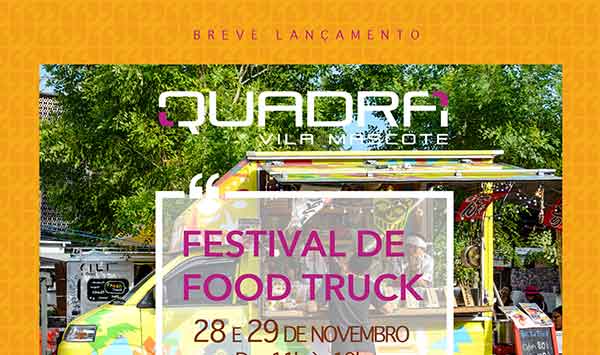 BREVE LANÇAMENTO
QUADRA
VILA MASCOTE
“
FESTIVAL DE
FOOD TRUCK
28 E 29 DE NOVEMBRO